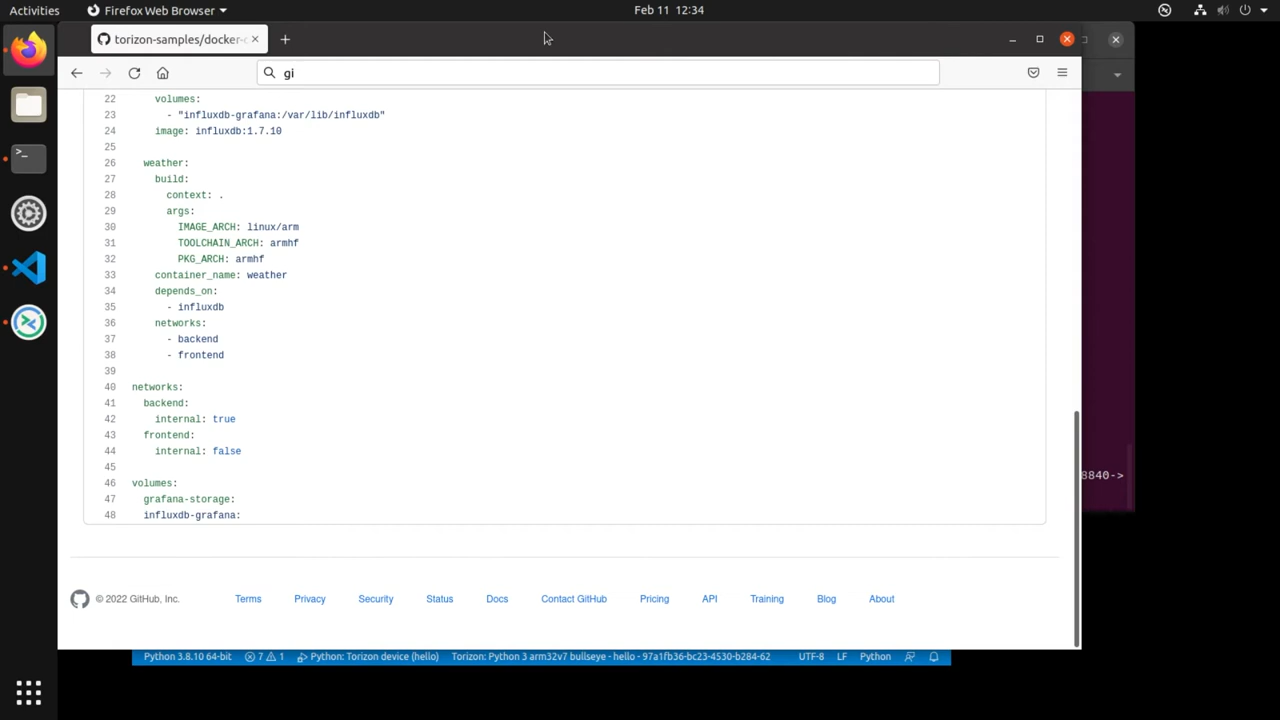 Activities
Firefox Web Browser
Feb 11 12:34
torizon-samples/docker-c
gi
22 volumes:
23 - "influxdb-grafana:/var/lib/influxdb"
24 image: influxdb:1.7.10
25
26 weather:
27 build:
28 context: .
29 args:
30 IMAGE_ARCH: linux/arm
31 TOOLCHAIN_ARCH: armhf
32 PKG_ARCH: armhf
33 container_name: weather
34 depends_on:
35 - influxdb
36 networks:
37 - backend
38 - frontend
39
40 networks:
41 backend:
42 internal: true
43 frontend:
44 internal: false
45
46 volumes:
47 grafana-storage:
48 influxdb-grafana:
8840->
© 2022 GitHub, Inc. Terms Privacy Security Status Docs Contact GitHub Pricing API Training Blog About
Python 3.8.10 64-bit 7 1 Python: Torizon device (hello) Torizon: Python 3 arm32v7 bullseye - hello - 97a1fb36-bc23-4530-b284-62 UTF-8 LF Python